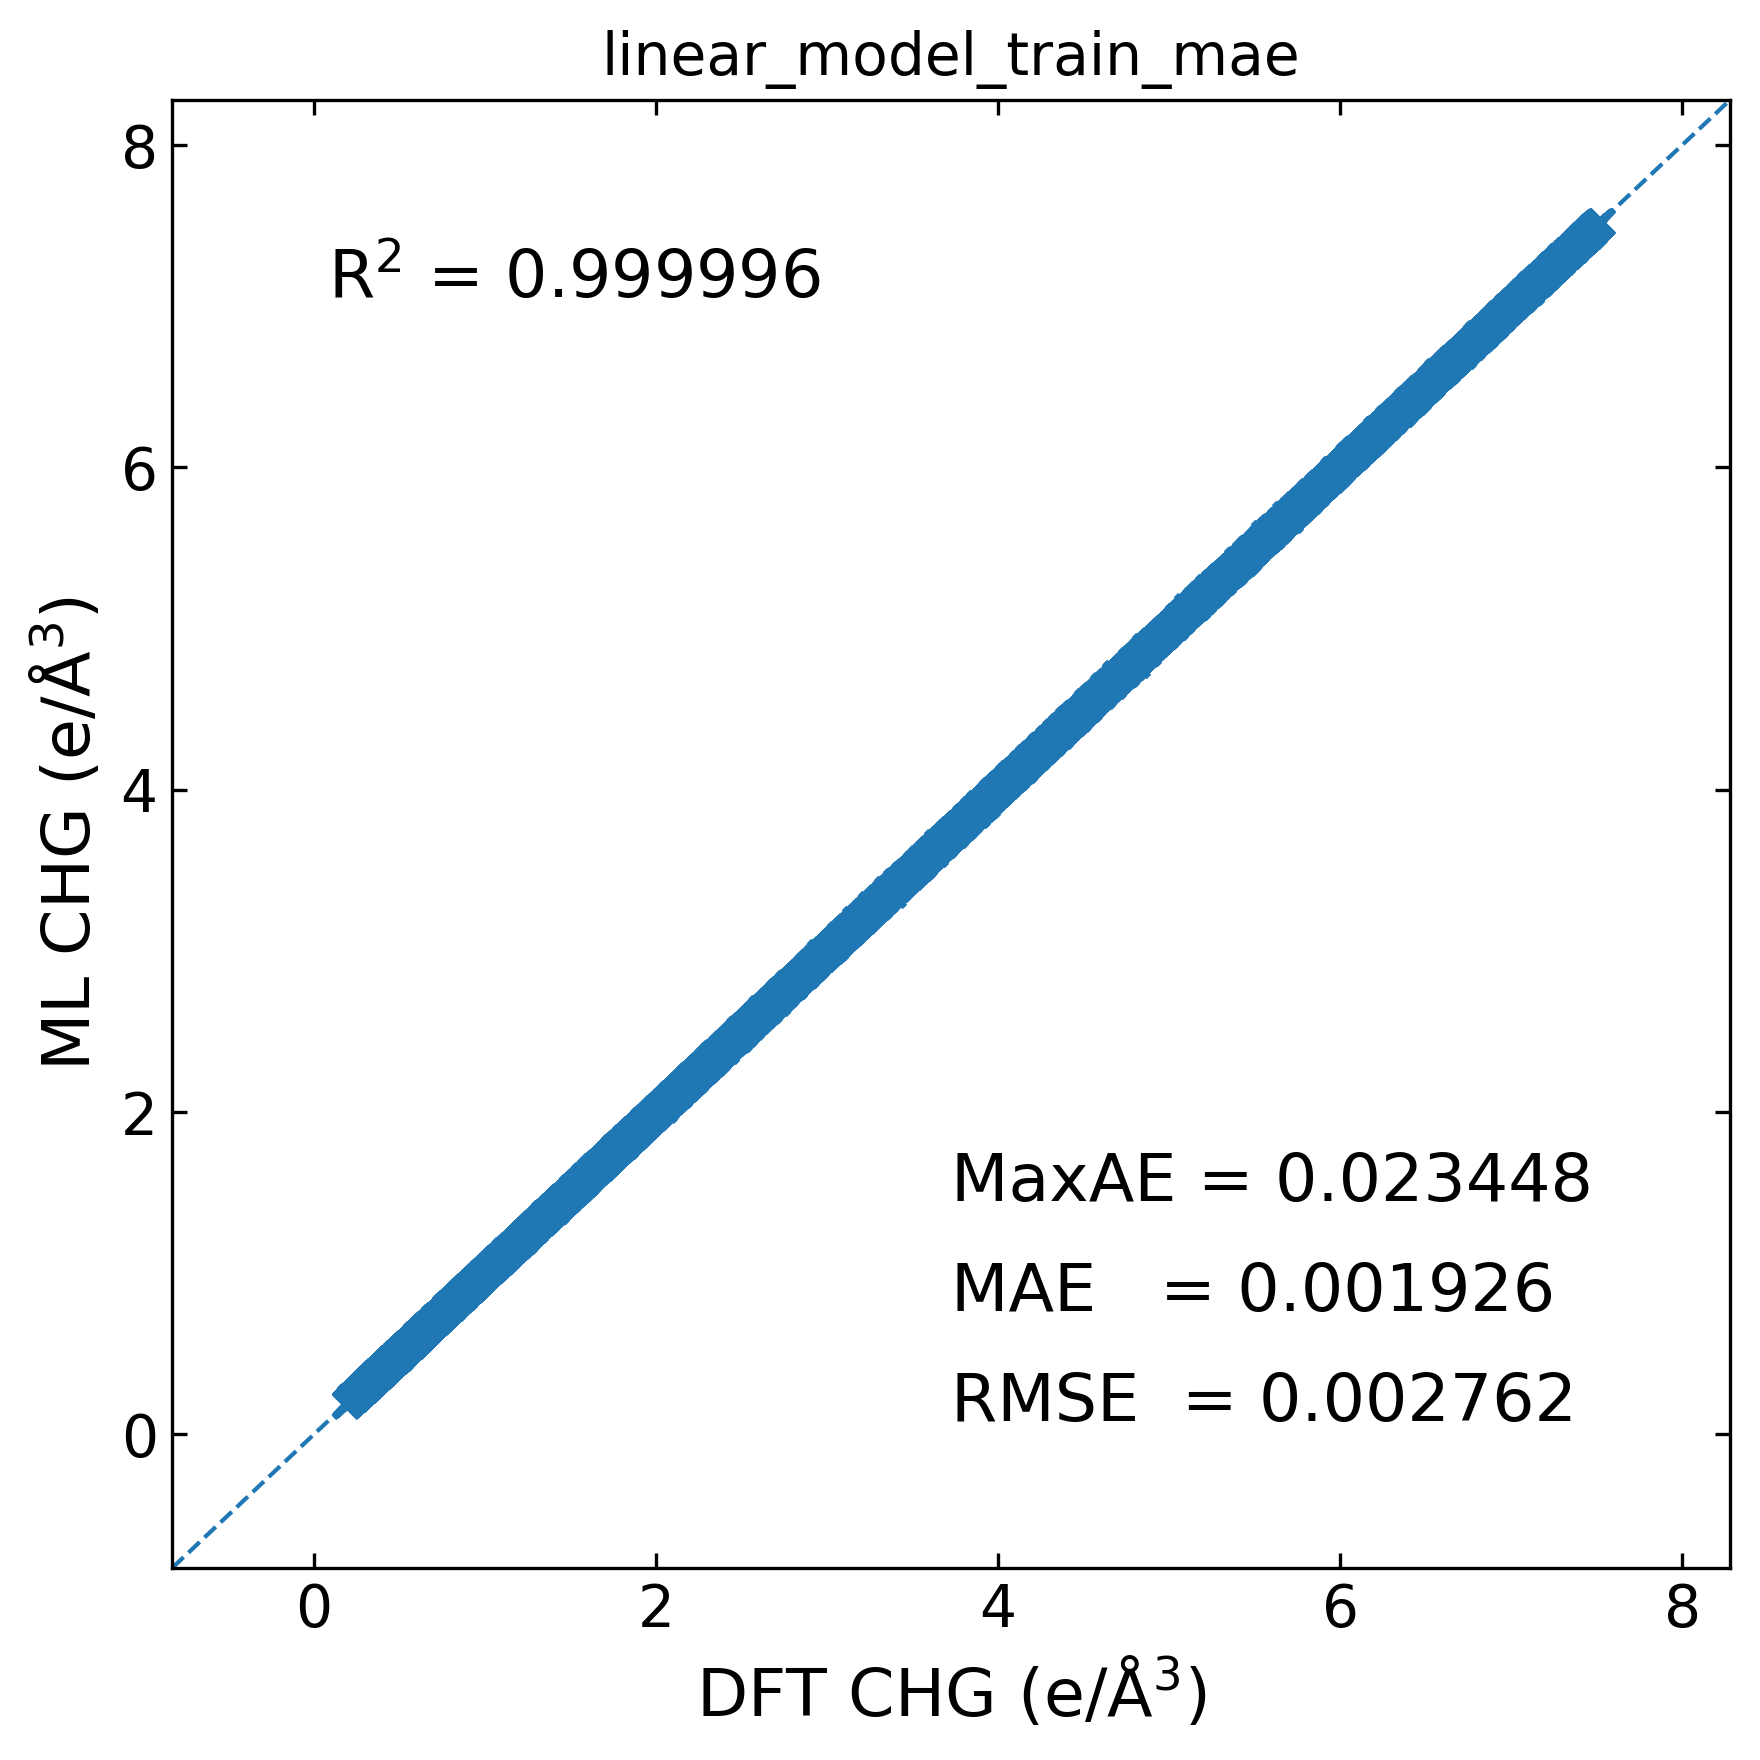 linear_model_train_mae
8
R² = 0.999996
6
ML CHG (e/Å³)
4
2
MaxAE = 0.023448
MAE = 0.001926
RMSE = 0.002762
0
0 2 4 6 8
DFT CHG (e/Å³)